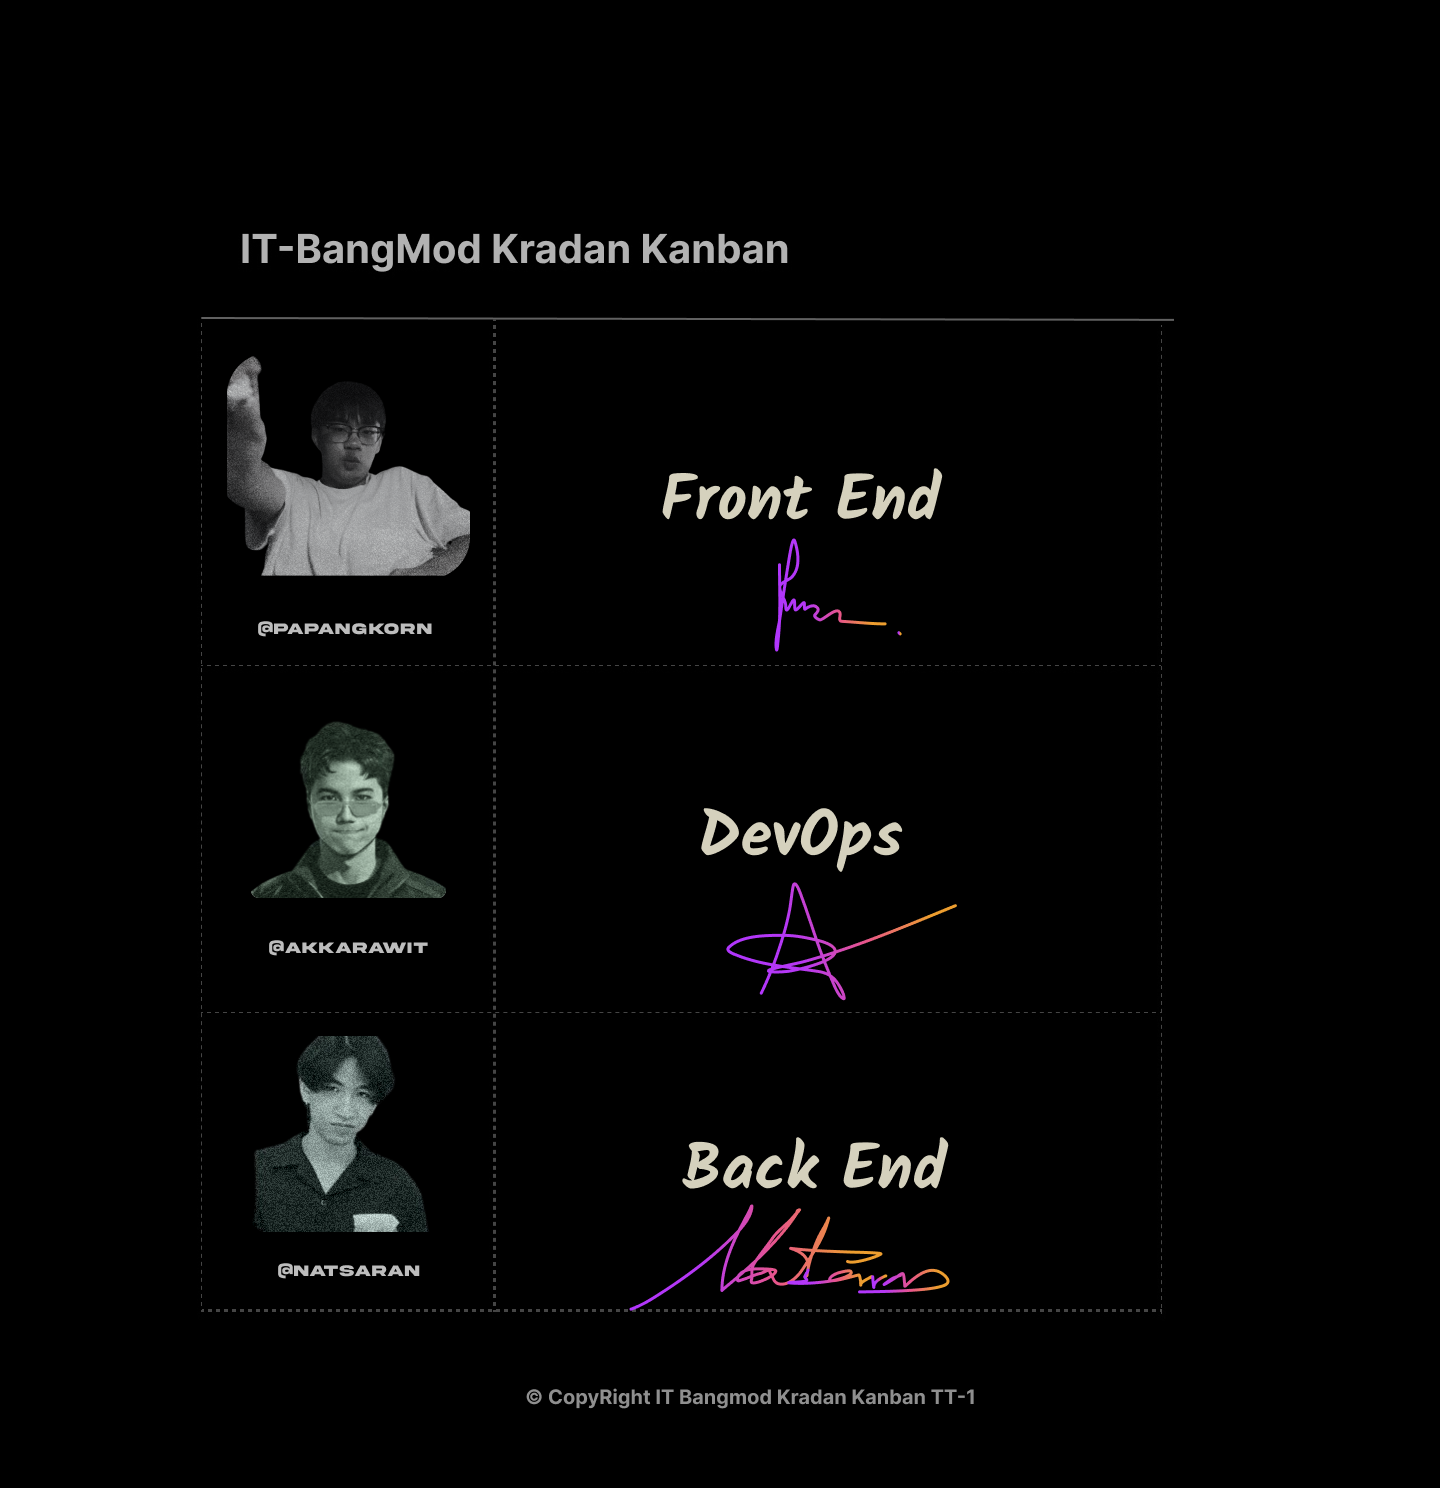 IT-BangMod Kradan Kanban
Front End
@PAPANGKORN
DevOps
@AKKARAWIT
Back End
@NATSARAN
© CopyRight IT Bangmod Kradan Kanban TT-1